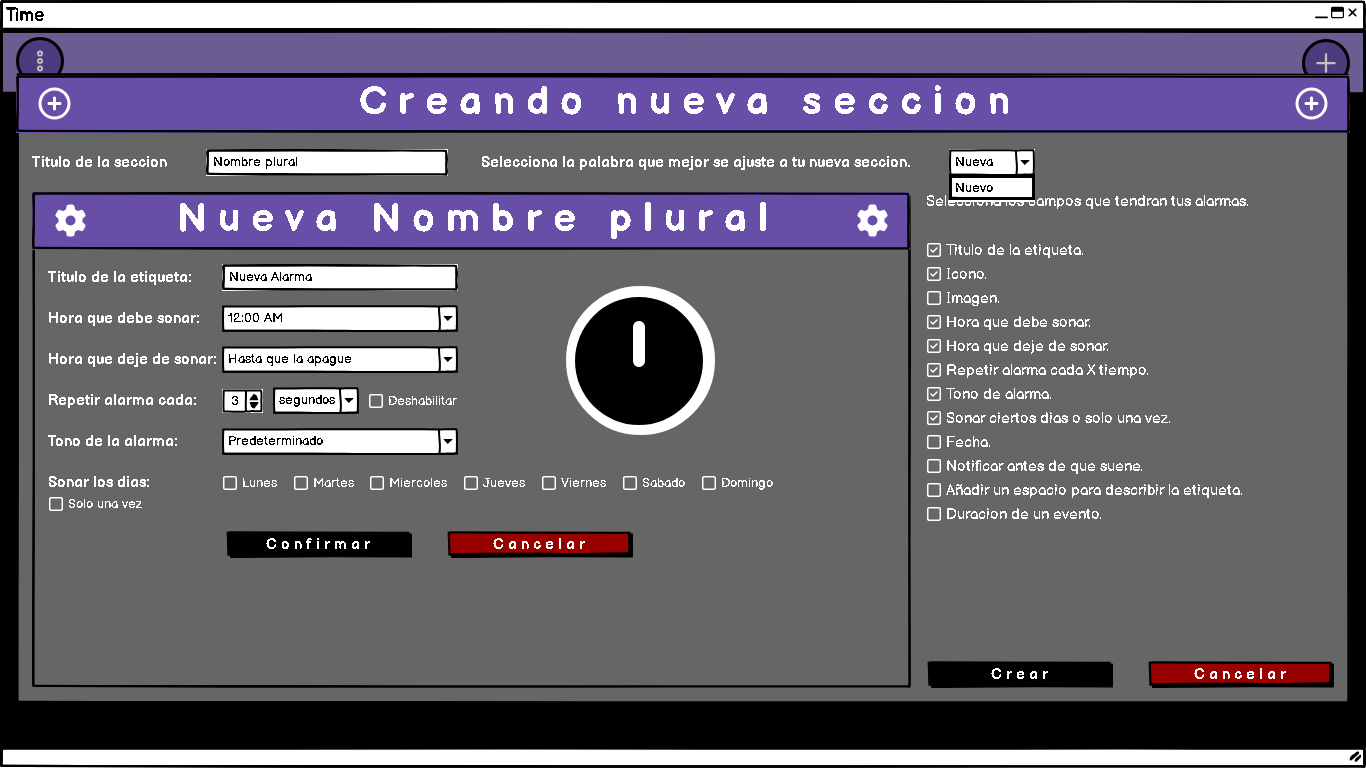 Time
Creando nueva seccion
Titulo de la seccion Nombre plural Selecciona la palabra que mejor se ajuste a tu nueva seccion. Nueva
Nuevo
Selecciona los campos que tendran tus alarmas.
Nueva Nombre plural
Titulo de la etiqueta: Nueva Alarma
Hora que debe sonar: 12:00 AM
Hora que deje de sonar: Hasta que la apague
Repetir alarma cada: 3 segundos Deshabilitar
Tono de la alarma: Predeterminado
Sonar los dias: Lunes Martes Miercoles Jueves Viernes Sabado Domingo
Solo una vez
Confirmar Cancelar
Titulo de la etiqueta.
Icono.
Imagen.
Hora que debe sonar.
Hora que deje de sonar.
Repetir alarma cada X tiempo.
Tono de alarma.
Sonar ciertos dias o solo una vez.
Fecha.
Notificar antes de que suene.
Añadir un espacio para describir la etiqueta.
Duracion de un evento.
Crear Cancelar